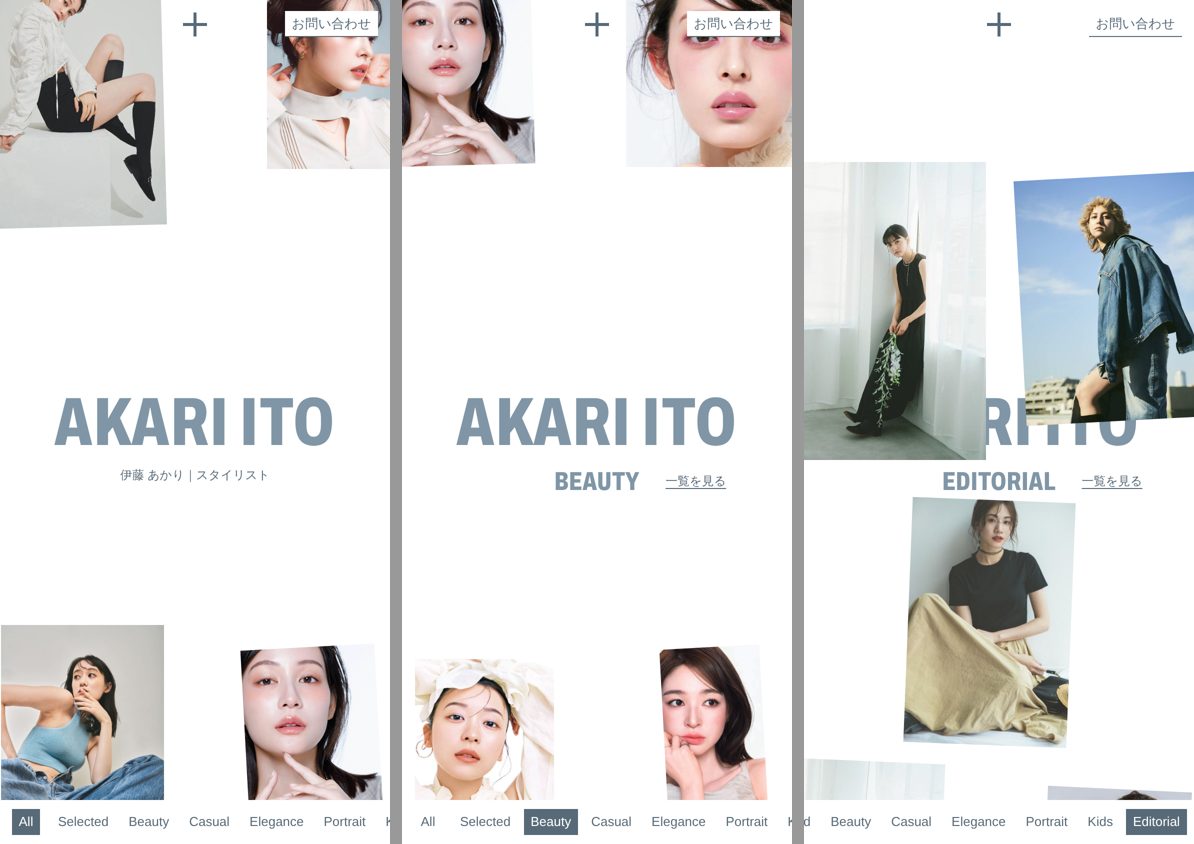 お問い合わせ
AKARI ITO
伊藤 あかり｜スタイリスト
All Selected Beauty Casual Elegance Portrait
お問い合わせ
AKARI ITO
BEAUTY 一覧を見る
All Selected Beauty Casual Elegance Portrait
お問い合わせ
RI ITO
EDITORIAL 一覧を見る
d Beauty Casual Elegance Portrait Kids Editorial